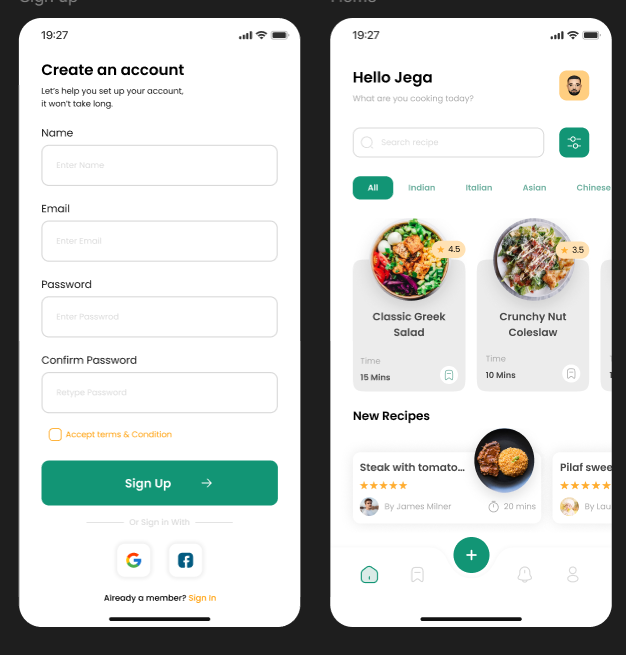 Sign up
19:27
Create an account
Let's help you set up your account,
it won't take long.
Name
Enter Name
Email
Enter Email
Password
Enter Passwrod
Confirm Password
Retype Password
Accept terms & Condition
Sign Up
Or Sign in With
Already a member? Sign In
Home
19:27
Hello Jega
What are you cooking today?
Search recipe
All Indian Italian Asian Chinese
4.5
Classic Greek
Salad
Time
15 Mins
3.5
Crunchy Nut
Coleslaw
Time
10 Mins
New Recipes
Steak with tomato...
By James Milner
20 mins
Pilaf swee
By Lau